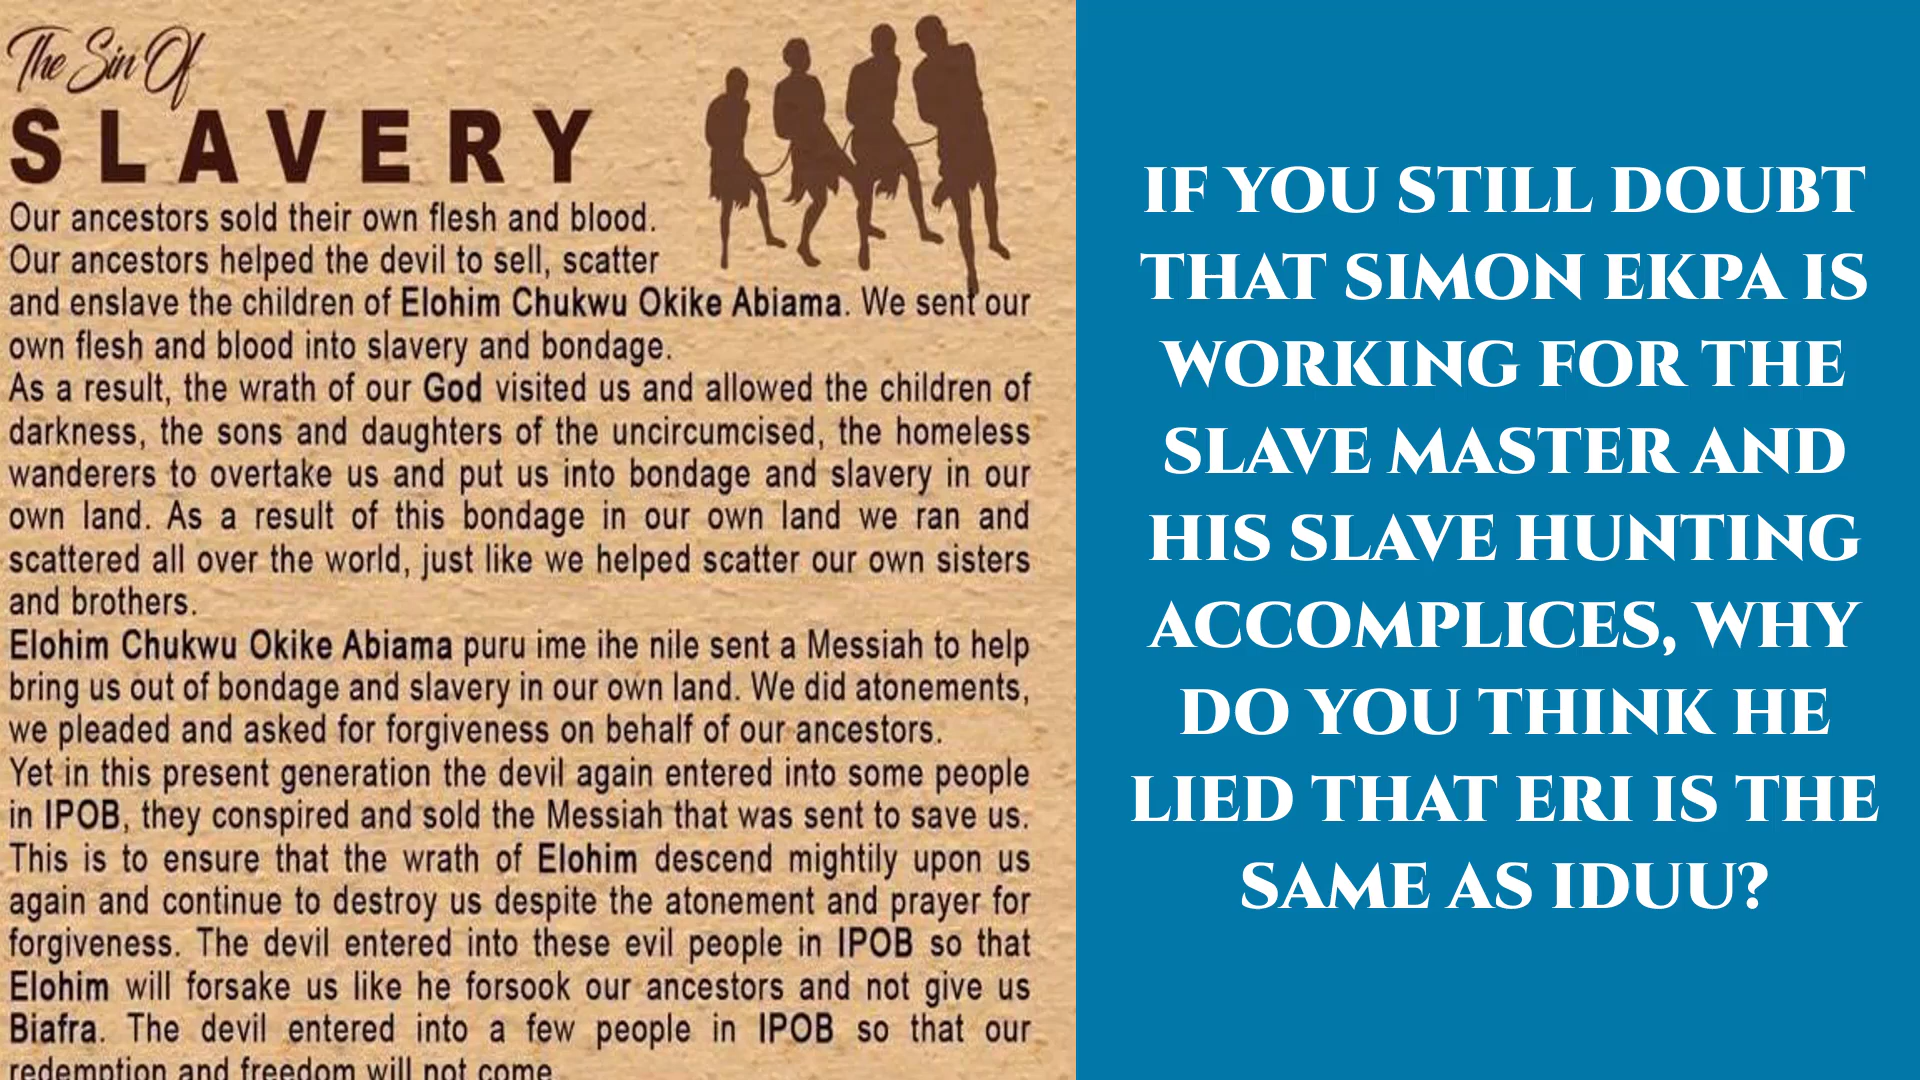 The Sin Of
SLAVERY
Our ancestors sold their own flesh and blood.
Our ancestors helped the devil to sell, scatter
and enslave the children of Elohim Chukwu Okike Abiama. We sent our
own flesh and blood into slavery and bondage.
As a result, the wrath of our God visited us and allowed the children of
darkness, the sons and daughters of the uncircumcised, the homeless
wanderers to overtake us and put us into bondage and slavery in our
own land. As a result of this bondage in our own land we ran and
scattered all over the world, just like we helped scatter our own sisters
and brothers.
Elohim Chukwu Okike Abiama puru ime ihe nile sent a Messiah to help
bring us out of bondage and slavery in our own land. We did atonements,
we pleaded and asked for forgiveness on behalf of our ancestors.
Yet in this present generation the devil again entered into some people
in IPOB, they conspired and sold the Messiah that was sent to save us.
This is to ensure that the wrath of Elohim descend mightily upon us
again and continue to destroy us despite the atonement and prayer for
forgiveness. The devil entered into these evil people in IPOB so that
Elohim will forsake us like he forsook our ancestors and not give us
Biafra. The devil entered into a few people in IPOB so that our
redemption and freedom will not come.
IF YOU STILL DOUBT
THAT SIMON EKPA IS
WORKING FOR THE
SLAVE MASTER AND
HIS SLAVE HUNTING
ACCOMPLICES, WHY
DO YOU THINK HE
LIED THAT ERI IS THE
SAME AS IDUU?